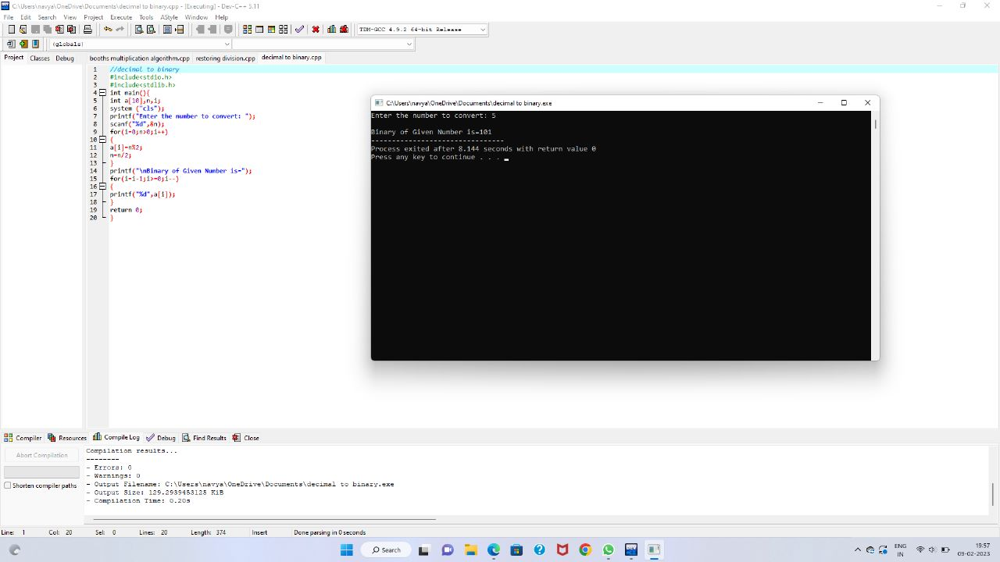 C:\Users\navya\OneDrive\Documents\decimal to binary.cpp - [Executing] - Dev-C++ 5.11
File Edit Search View Project Execute Tools AStyle Window Help
TDM-GCC 4.9.2 64-bit Release
(globals)
Project Classes Debug booths multiplication algorithm.cpp restoring division.cpp decimal to binary.cpp
1 //decimal to binary
2 #include<stdio.h>
3 #include<stdlib.h>
4 int main(){
5 int a[10],n,i;
6 system ("cls");
7 printf("Enter the number to convert: ");
8 scanf("%d",&n);
9 for(i=0;n>0;i++)
10 {
11 a[i]=n%2;
12 n=n/2;
13 }
14 printf("\nBinary of Given Number is=");
15 for(i=i-1;i>=0;i--)
16 {
17 printf("%d",a[i]);
18 }
19 return 0;
20 }
C:\Users\navya\OneDrive\Documents\decimal to binary.exe
Enter the number to convert: 5
Binary of Given Number is=101
--------------------------------
Process exited after 8.144 seconds with return value 0
Press any key to continue . . .
Compiler Resources Compile Log Debug Find Results Close
Abort Compilation
Shorten compiler paths
Compilation results...
--------
- Errors: 0
- Warnings: 0
- Output Filename: C:\Users\navya\OneDrive\Documents\decimal to binary.exe
- Output Size: 129.2939453125 KiB
- Compilation Time: 0.20s
Line: 1 Col: 20 Sel: 0 Lines: 20 Length: 374 Insert Done parsing in 0 seconds
Search
ENG
IN
19:57
09-02-2023